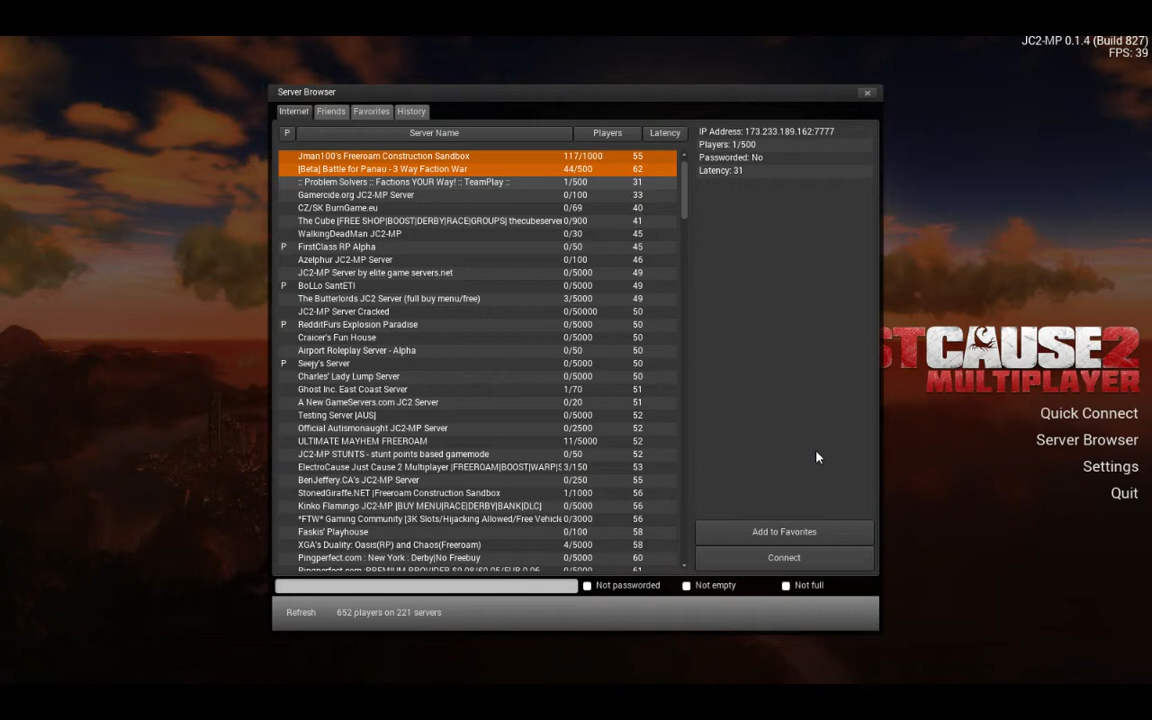 JC2-MP 0.1.4 (Build 827)
FPS: 39
Server Browser
Internet Friends Favorites History
P Server Name Players Latency
Jman100's Freeroam Construction Sandbox 117/1000 55
[Beta] Battle for Panau - 3 Way Faction War 44/500 62
:: Problem Solvers :: Factions YOUR Way! :: TeamPlay :: 1/500 31
Gamercide.org JC2-MP Server 0/100 33
CZ/SK BurnGame.eu 0/69 40
The Cube |FREE SHOP|BOOST|DERBY|RACE|GROUPS| thecubeserver 0/900 41
WalkingDeadMan JC2-MP 0/30 45
P FirstClass RP Alpha 0/50 45
Azelphur JC2-MP Server 0/100 46
JC2-MP Server by elite game servers.net 0/5000 49
P BoLLo SantETI 0/5000 49
The Butterlords JC2 Server (full buy menu/free) 3/5000 49
JC2-MP Server Cracked 0/50000 50
P RedditFurs Explosion Paradise 0/5000 50
Craicer's Fun House 0/5000 50
Airport Roleplay Server - Alpha 0/50 50
P Seejy's Server 0/5000 50
Charles' Lady Lump Server 0/5000 50
Ghost Inc. East Coast Server 1/70 51
A New GameServers.com JC2 Server 0/20 51
Testing Server |AUS| 0/5000 52
Official Autismonaught JC2-MP Server 0/2500 52
ULTIMATE MAYHEM FREEROAM 11/5000 52
JC2-MP STUNTS - stunt points based gamemode 0/50 52
ElectroCause Just Cause 2 Multiplayer |FREEROAM|BOOST|WARP|S 3/150 53
BenJeffery.CA's JC2-MP Server 0/250 55
StonedGiraffe.NET |Freeroam Construction Sandbox 1/1000 56
Kinko Flamingo JC2-MP |BUY MENU|RACE|DERBY|BANK|DLC| 0/5000 56
*FTW* Gaming Community |3K Slots/Hijacking Allowed/Free Vehicle 0/3000 56
Faskis' Playhouse 0/100 58
XGA's Duality: Oasis(RP) and Chaos(Freeroam) 4/5000 58
Pingperfect.com : New York : Derby|No Freebuy 0/5000 60
IP Address: 173.233.189.162:7777
Players: 1/500
Passworded: No
Latency: 31
Add to Favorites
Connect
Not passworded Not empty Not full
Refresh 652 players on 221 servers
CAUSE 2
MULTIPLAYER
Quick Connect
Server Browser
Settings
Quit